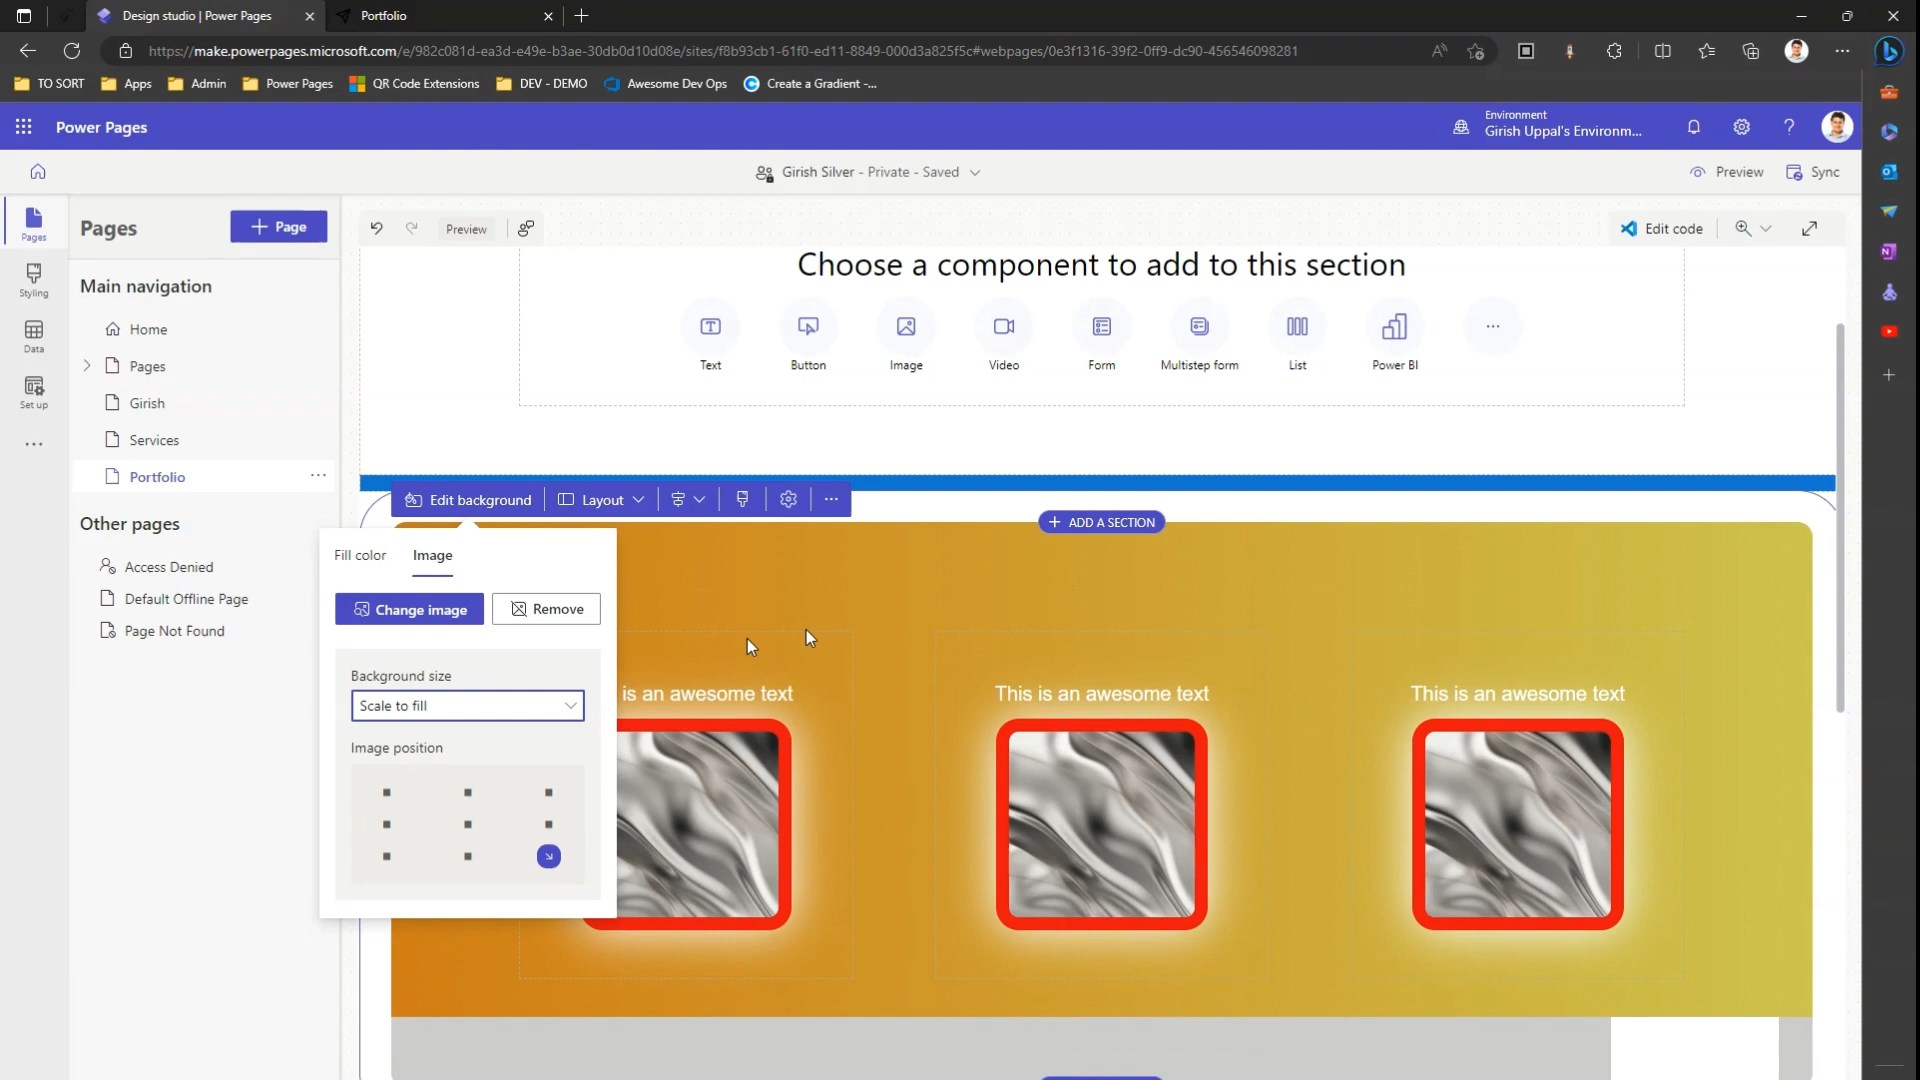 Design studio | Power Pages
Portfolio
https://make.powerpages.microsoft.com/e/982c081d-ea3d-e49e-b3ae-30db0d10d08e/sites/f8b93cb1-61f0-ed11-8849-000d3a825f5c#webpages/0e3f1316-39f2-0ff9-dc90-456546098281
TO SORT
Apps
Admin
Power Pages
QR Code Extensions
DEV - DEMO
Awesome Dev Ops
Create a Gradient -...
Power Pages
Environment
Girish Uppal's Environm...
Girish Silver - Private - Saved
Preview
Sync
Pages
Styling
Data
Set up
Pages
+ Page
Main navigation
Home
Pages
Girish
Services
Portfolio
Other pages
Access Denied
Default Offline Page
Page Not Found
Preview
Edit code
Choose a component to add to this section
Text
Button
Image
Video
Form
Multistep form
List
Power BI
Edit background
Layout
+ ADD A SECTION
Fill color
Image
Change image
Remove
Background size
Scale to fill
Image position
is an awesome text
This is an awesome text
This is an awesome text